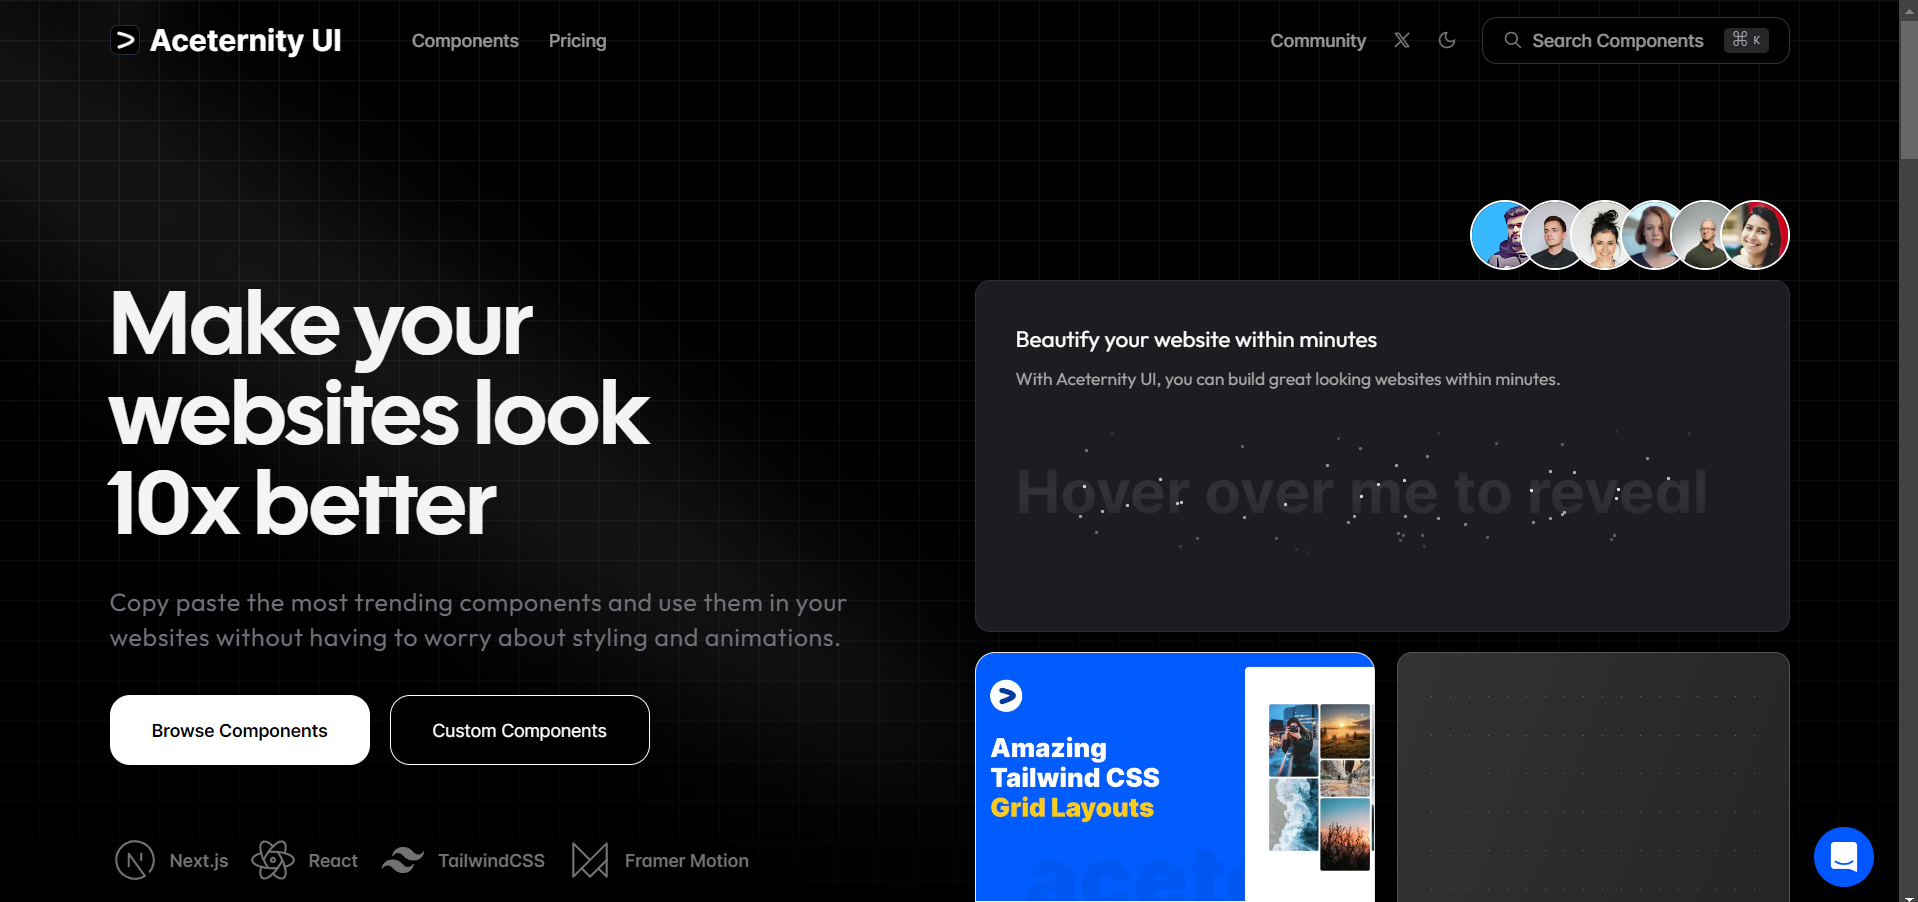 Aceternity UI
Components
Pricing
Community
Search Components
⌘ K
Make your
websites look
10x better
Copy paste the most trending components and use them in your
websites without having to worry about styling and animations.
Browse Components
Custom Components
Next.js
React
TailwindCSS
Framer Motion
Beautify your website within minutes
With Aceternity UI, you can build great looking websites within minutes.
Hover over me to reveal
Amazing
Tailwind CSS
Grid Layouts